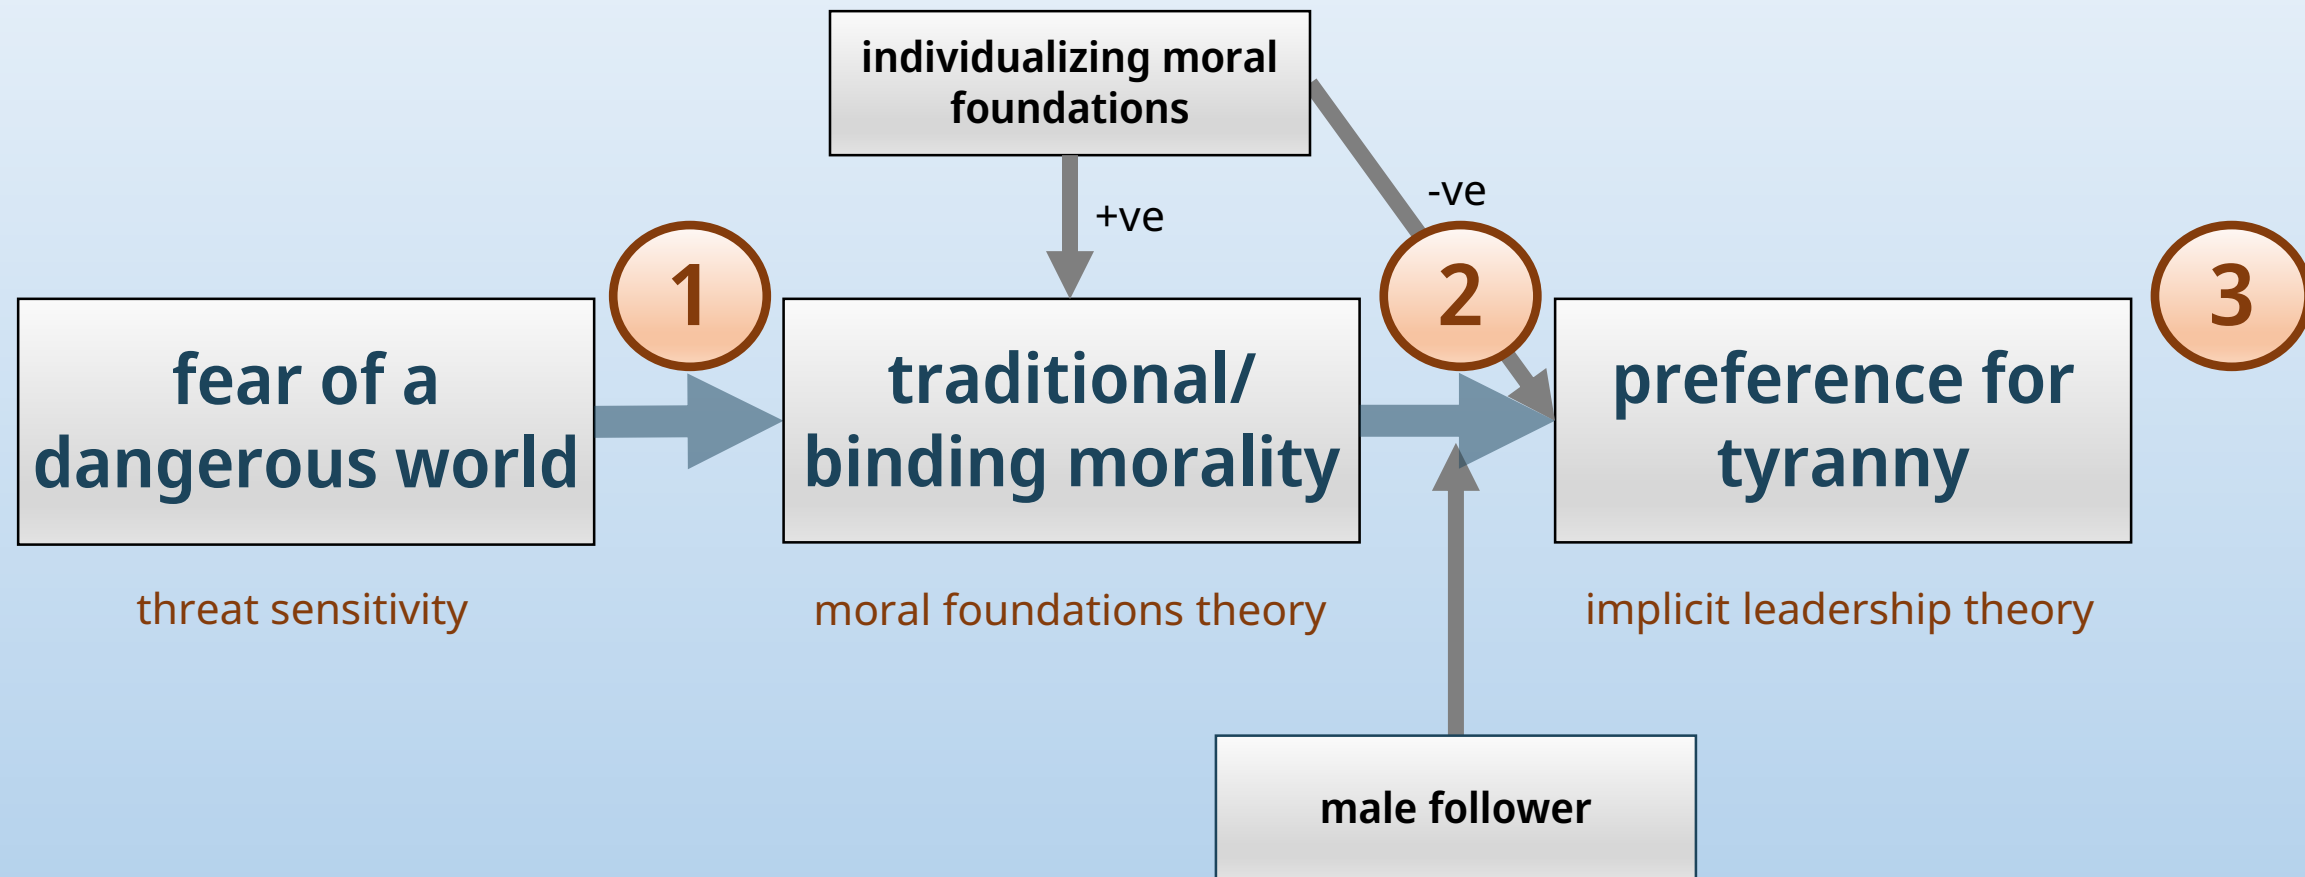 individualizing moral
foundations
+ve
-ve
1
2
3
fear of a
dangerous world
traditional/
binding morality
preference for
tyranny
threat sensitivity
moral foundations theory
implicit leadership theory
male follower